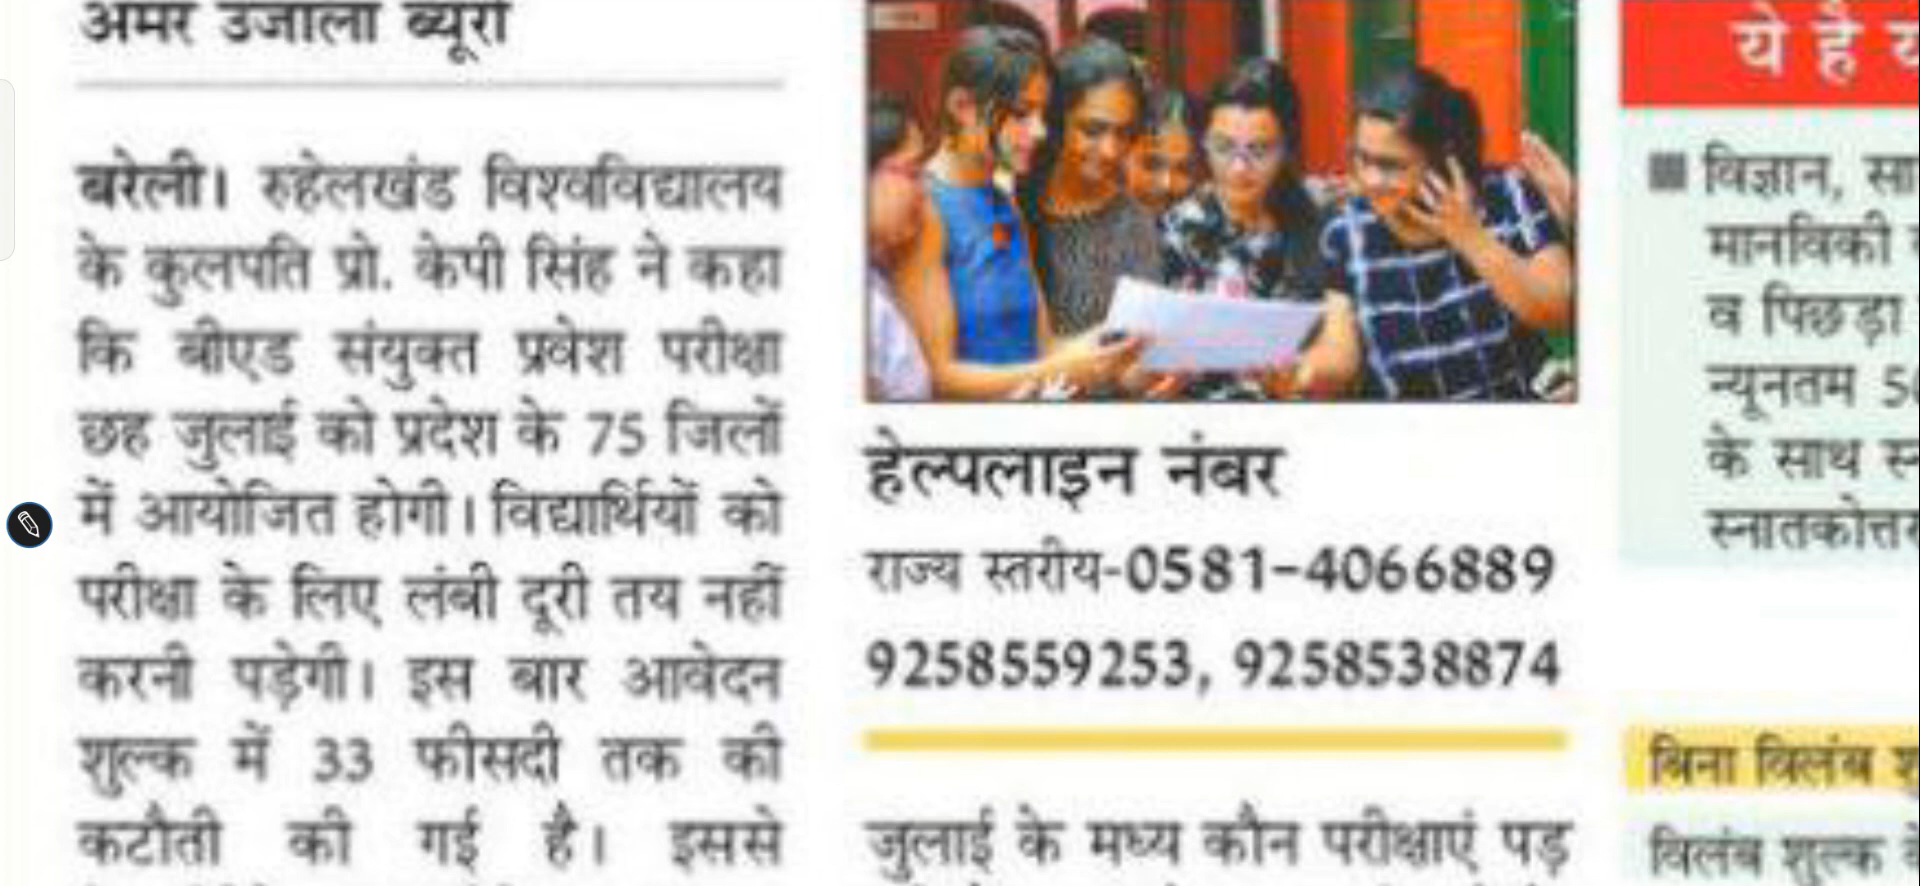 अमर उजाला ब्यूरो
बरेली। रुहेलखंड विश्वविद्यालय
के कुलपति प्रो. केपी सिंह ने कहा
कि बीएड संयुक्त प्रवेश परीक्षा
छह जुलाई को प्रदेश के 75 जिलों
में आयोजित होगी। विद्यार्थियों को
परीक्षा के लिए लंबी दूरी तय नहीं
करनी पड़ेगी। इस बार आवेदन
शुल्क में 33 फीसदी तक की
कटौती की गई है। इससे
हेल्पलाइन नंबर
राज्य स्तरीय-0581-4066889
9258559253, 9258538874
जुलाई के मध्य कौन परीक्षाएं पड़
ये है
विज्ञान,
मानविकी
व पिछड़ा
न्यूनतम
के साथ
बिना विलंब
विलंब शुल्क